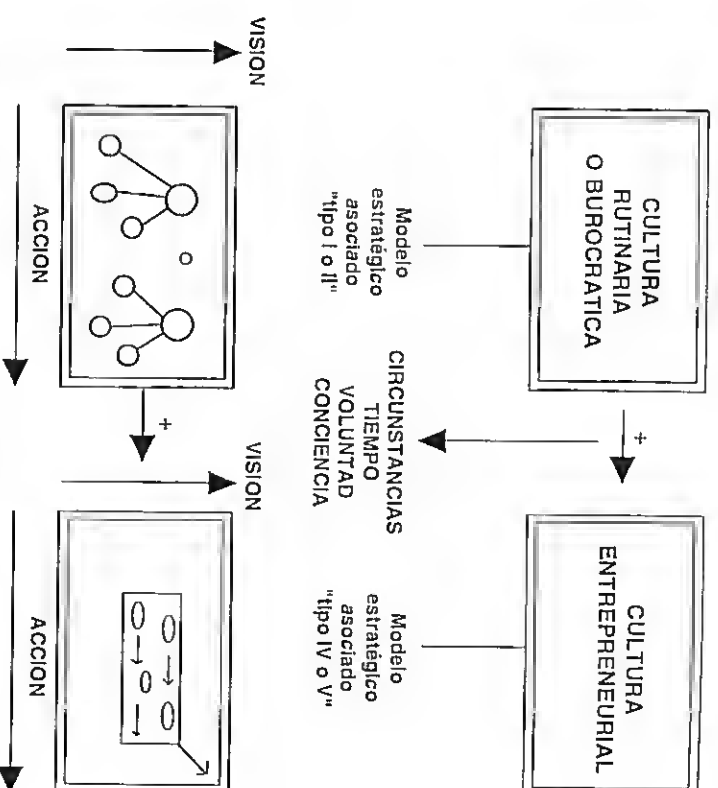 CULTURA
RUTINARIA
O BUROCRATICA
+
CULTURA
ENTREPRENEURIAL
Modelo
estratégico
asociado
"tipo I o II"
CIRCUNSTANCIAS
TIEMPO
VOLUNTAD
CONCIENCIA
Modelo
estratégico
asociado
"tipo IV o V"
VISION
ACCION
+
VISION
ACCION